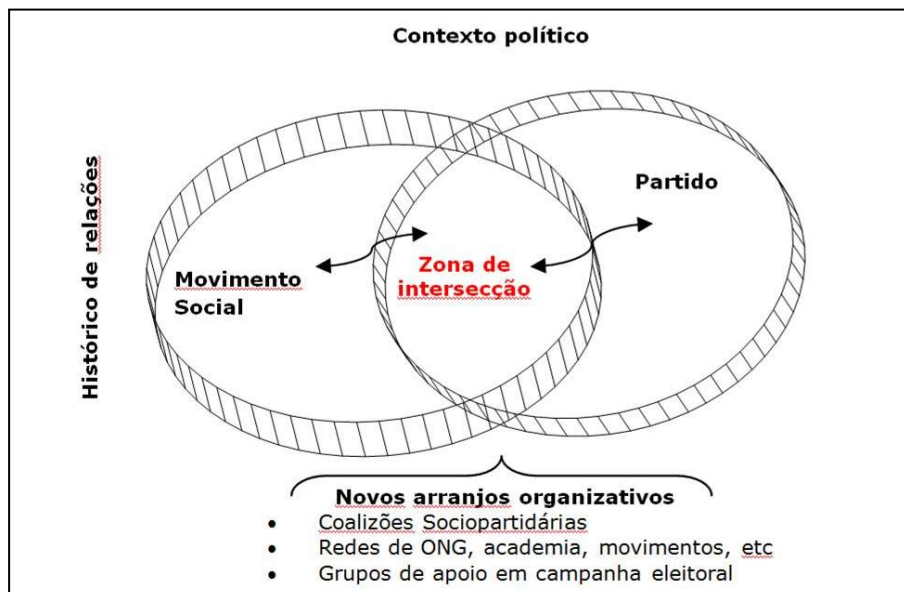 Contexto político
Histórico de relações
Partido
Zona de
intersecção
Movimento
Social
Novos arranjos organizativos
• Coalizões Sociopartidárias
• Redes de ONG, academia, movimentos, etc
• Grupos de apoio em campanha eleitoral